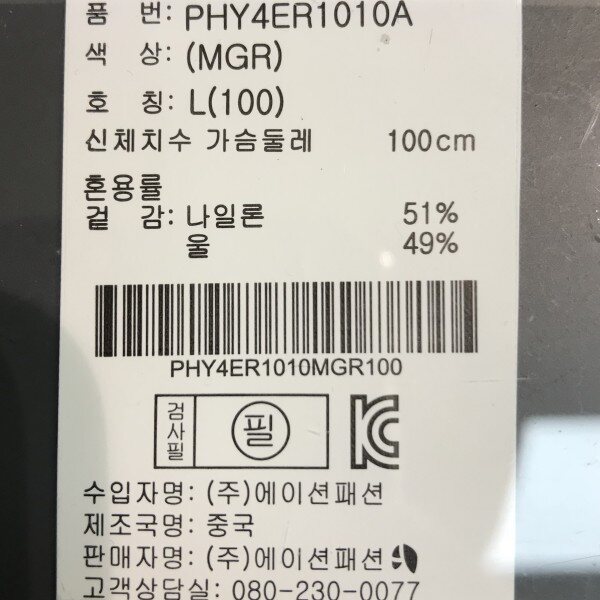 품 번: PHY4ER1010A
색 상: (MGR)
호 칭: L(100)
신체치수 가슴둘레 100cm
혼용률
겉 감: 나일론 51%
울 49%
PHY4ER1010MGR100
검사필 필 KC
수입자명: (주)에이션패션
제조국명: 중국
판매자명: (주)에이션패션
고객상담실: 080-230-0077